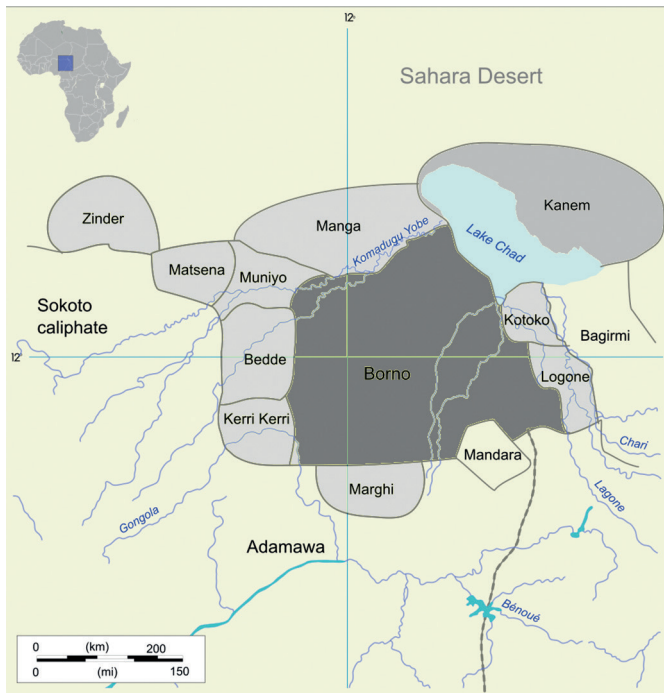 12°
Sahara Desert
Zinder
Kanem
Manga
Komadugu Yobe
Lake Chad
Matsena
Muniyo
Sokoto
caliphate
Kotoko
Bagirmi
12°
Bedde
Borno
Logone
Kerri Kerri
Chari
Mandara
Marghi
Lagone
Gongola
Adamawa
Bénoué
0 (km) 200
0 (mi) 150